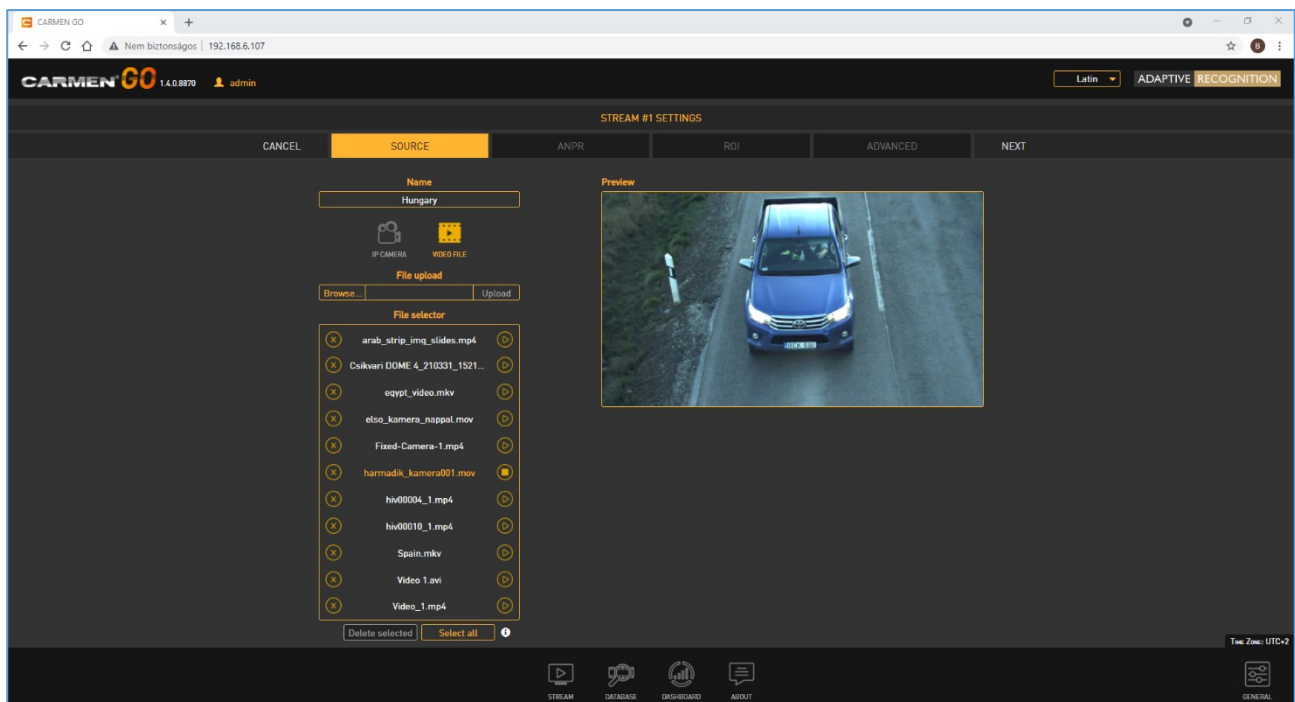 CARMEN GO
Nem biztonságos | 192.168.6.107
B
CARMEN GO 1.4.0.8870 admin
Latin ADAPTIVE RECOGNITION
STREAM #1 SETTINGS
CANCEL SOURCE ANPR ROI ADVANCED NEXT
Name
Hungary
IP CAMERA VIDEO FILE
File upload
Browse... Upload
File selector
arab_strip_img_slides.mp4
Csikvari DOME 4_210331_1521...
egypt_video.mkv
elso_kamera_nappal.mov
Fixed-Camera-1.mp4
harmadik_kamera001.mov
hiv00004_1.mp4
hiv00010_1.mp4
Spain.mkv
Video 1.avi
Video_1.mp4
Delete selected Select all
Preview
TIME ZONE: UTC+2
STREAM DATABASE DASHBOARD ABOUT GENERAL